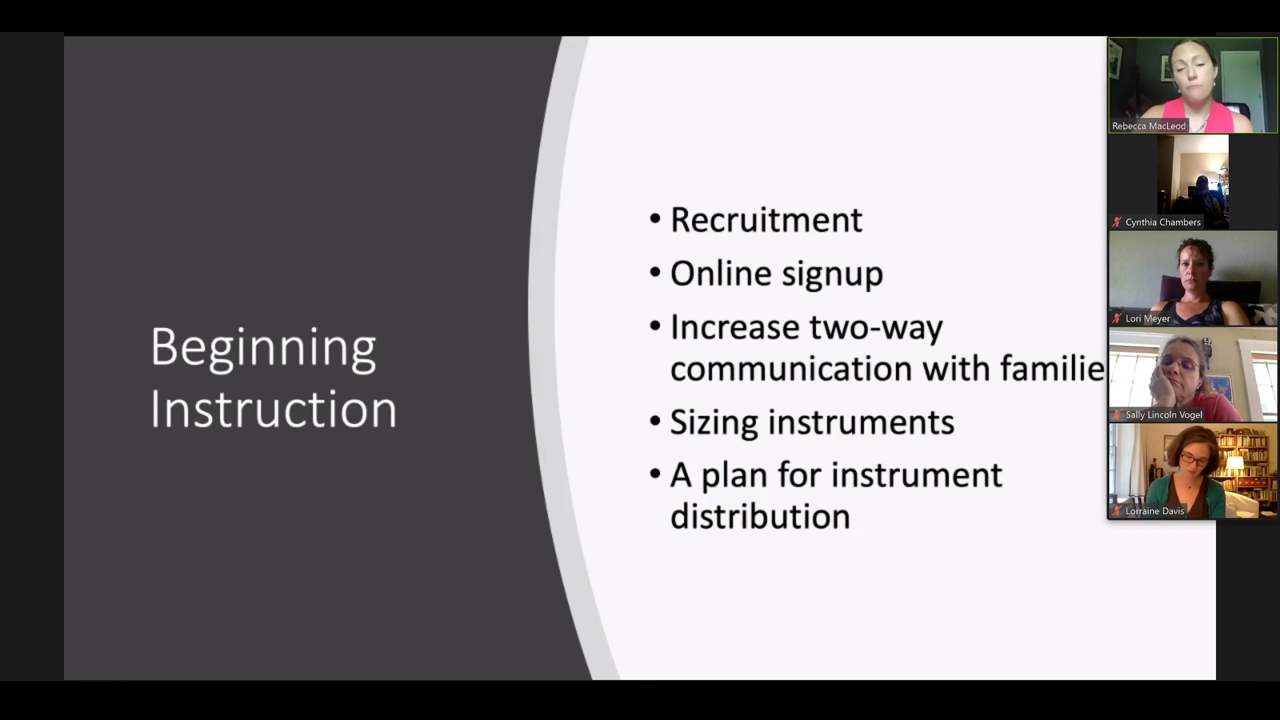 Beginning
Instruction
• Recruitment
• Online signup
• Increase two-way
communication with familie
• Sizing instruments
• A plan for instrument
distribution
Rebecca MacLeod
Cynthia Chambers
Lori Meyer
Sally Lincoln Vogel
Lorraine Davis